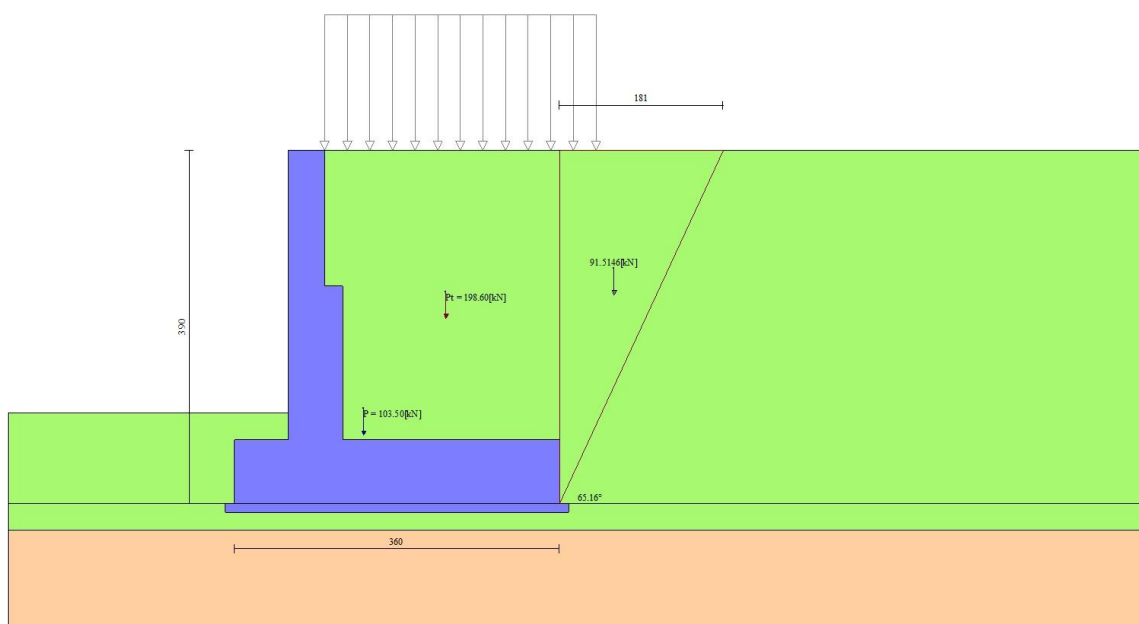 181
91.5146[kN]
Pt = 198.60[kN]
390
P = 103.50[kN]
65.16°
360